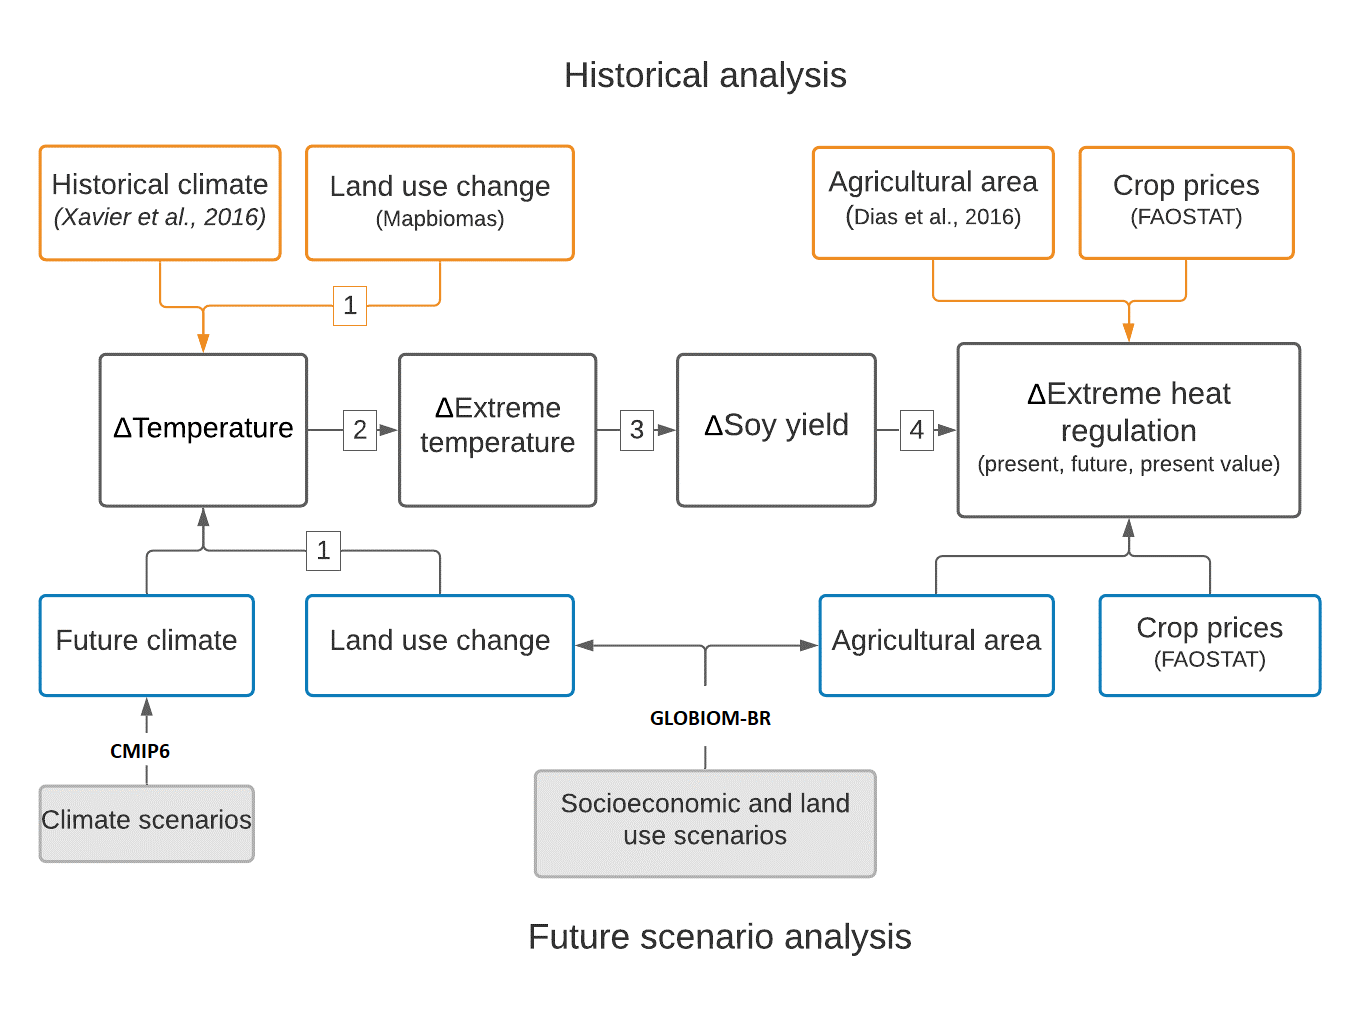 Historical analysis
Historical climate
(Xavier et al., 2016)
Land use change
(Mapbiomas)
Agricultural area
(Dias et al., 2016)
Crop prices
(FAOSTAT)
1
ΔTemperature
2
ΔExtreme
temperature
3
ΔSoy yield
4
ΔExtreme heat
regulation
(present, future, present value)
1
Future climate
Land use change
Agricultural area
Crop prices
(FAOSTAT)
GLOBIOM-BR
CMIP6
Climate scenarios
Socioeconomic and land
use scenarios
Future scenario analysis